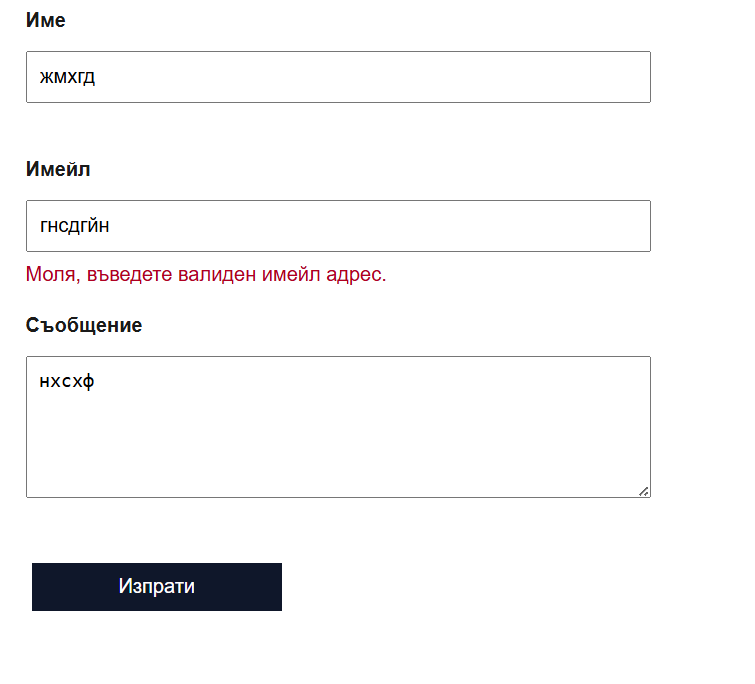 Име
жмхгд
Имейл
гнсдгйн
Моля, въведете валиден имейл адрес.
Съобщение
нхсхф
Изпрати